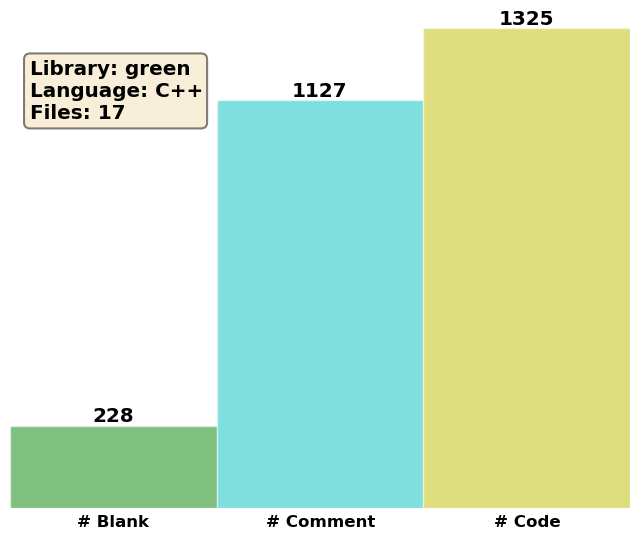 1325
Library: green
Language: C++
Files: 17
1127
228
# Blank
# Comment
# Code